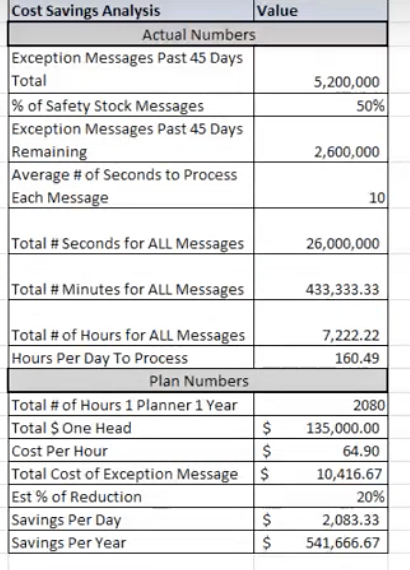 Cost Savings Analysis Value
Actual Numbers
Exception Messages Past 45 Days
Total 5,200,000
% of Safety Stock Messages 50%
Exception Messages Past 45 Days
Remaining 2,600,000
Average # of Seconds to Process
Each Message 10
Total # Seconds for ALL Messages 26,000,000
Total # Minutes for ALL Messages 433,333.33
Total # of Hours for ALL Messages 7,222.22
Hours Per Day To Process 160.49
Plan Numbers
Total # of Hours 1 Planner 1 Year 2080
Total $ One Head $ 135,000.00
Cost Per Hour $ 64.90
Total Cost of Exception Message $ 10,416.67
Est % of Reduction 20%
Savings Per Day $ 2,083.33
Savings Per Year $ 541,666.67